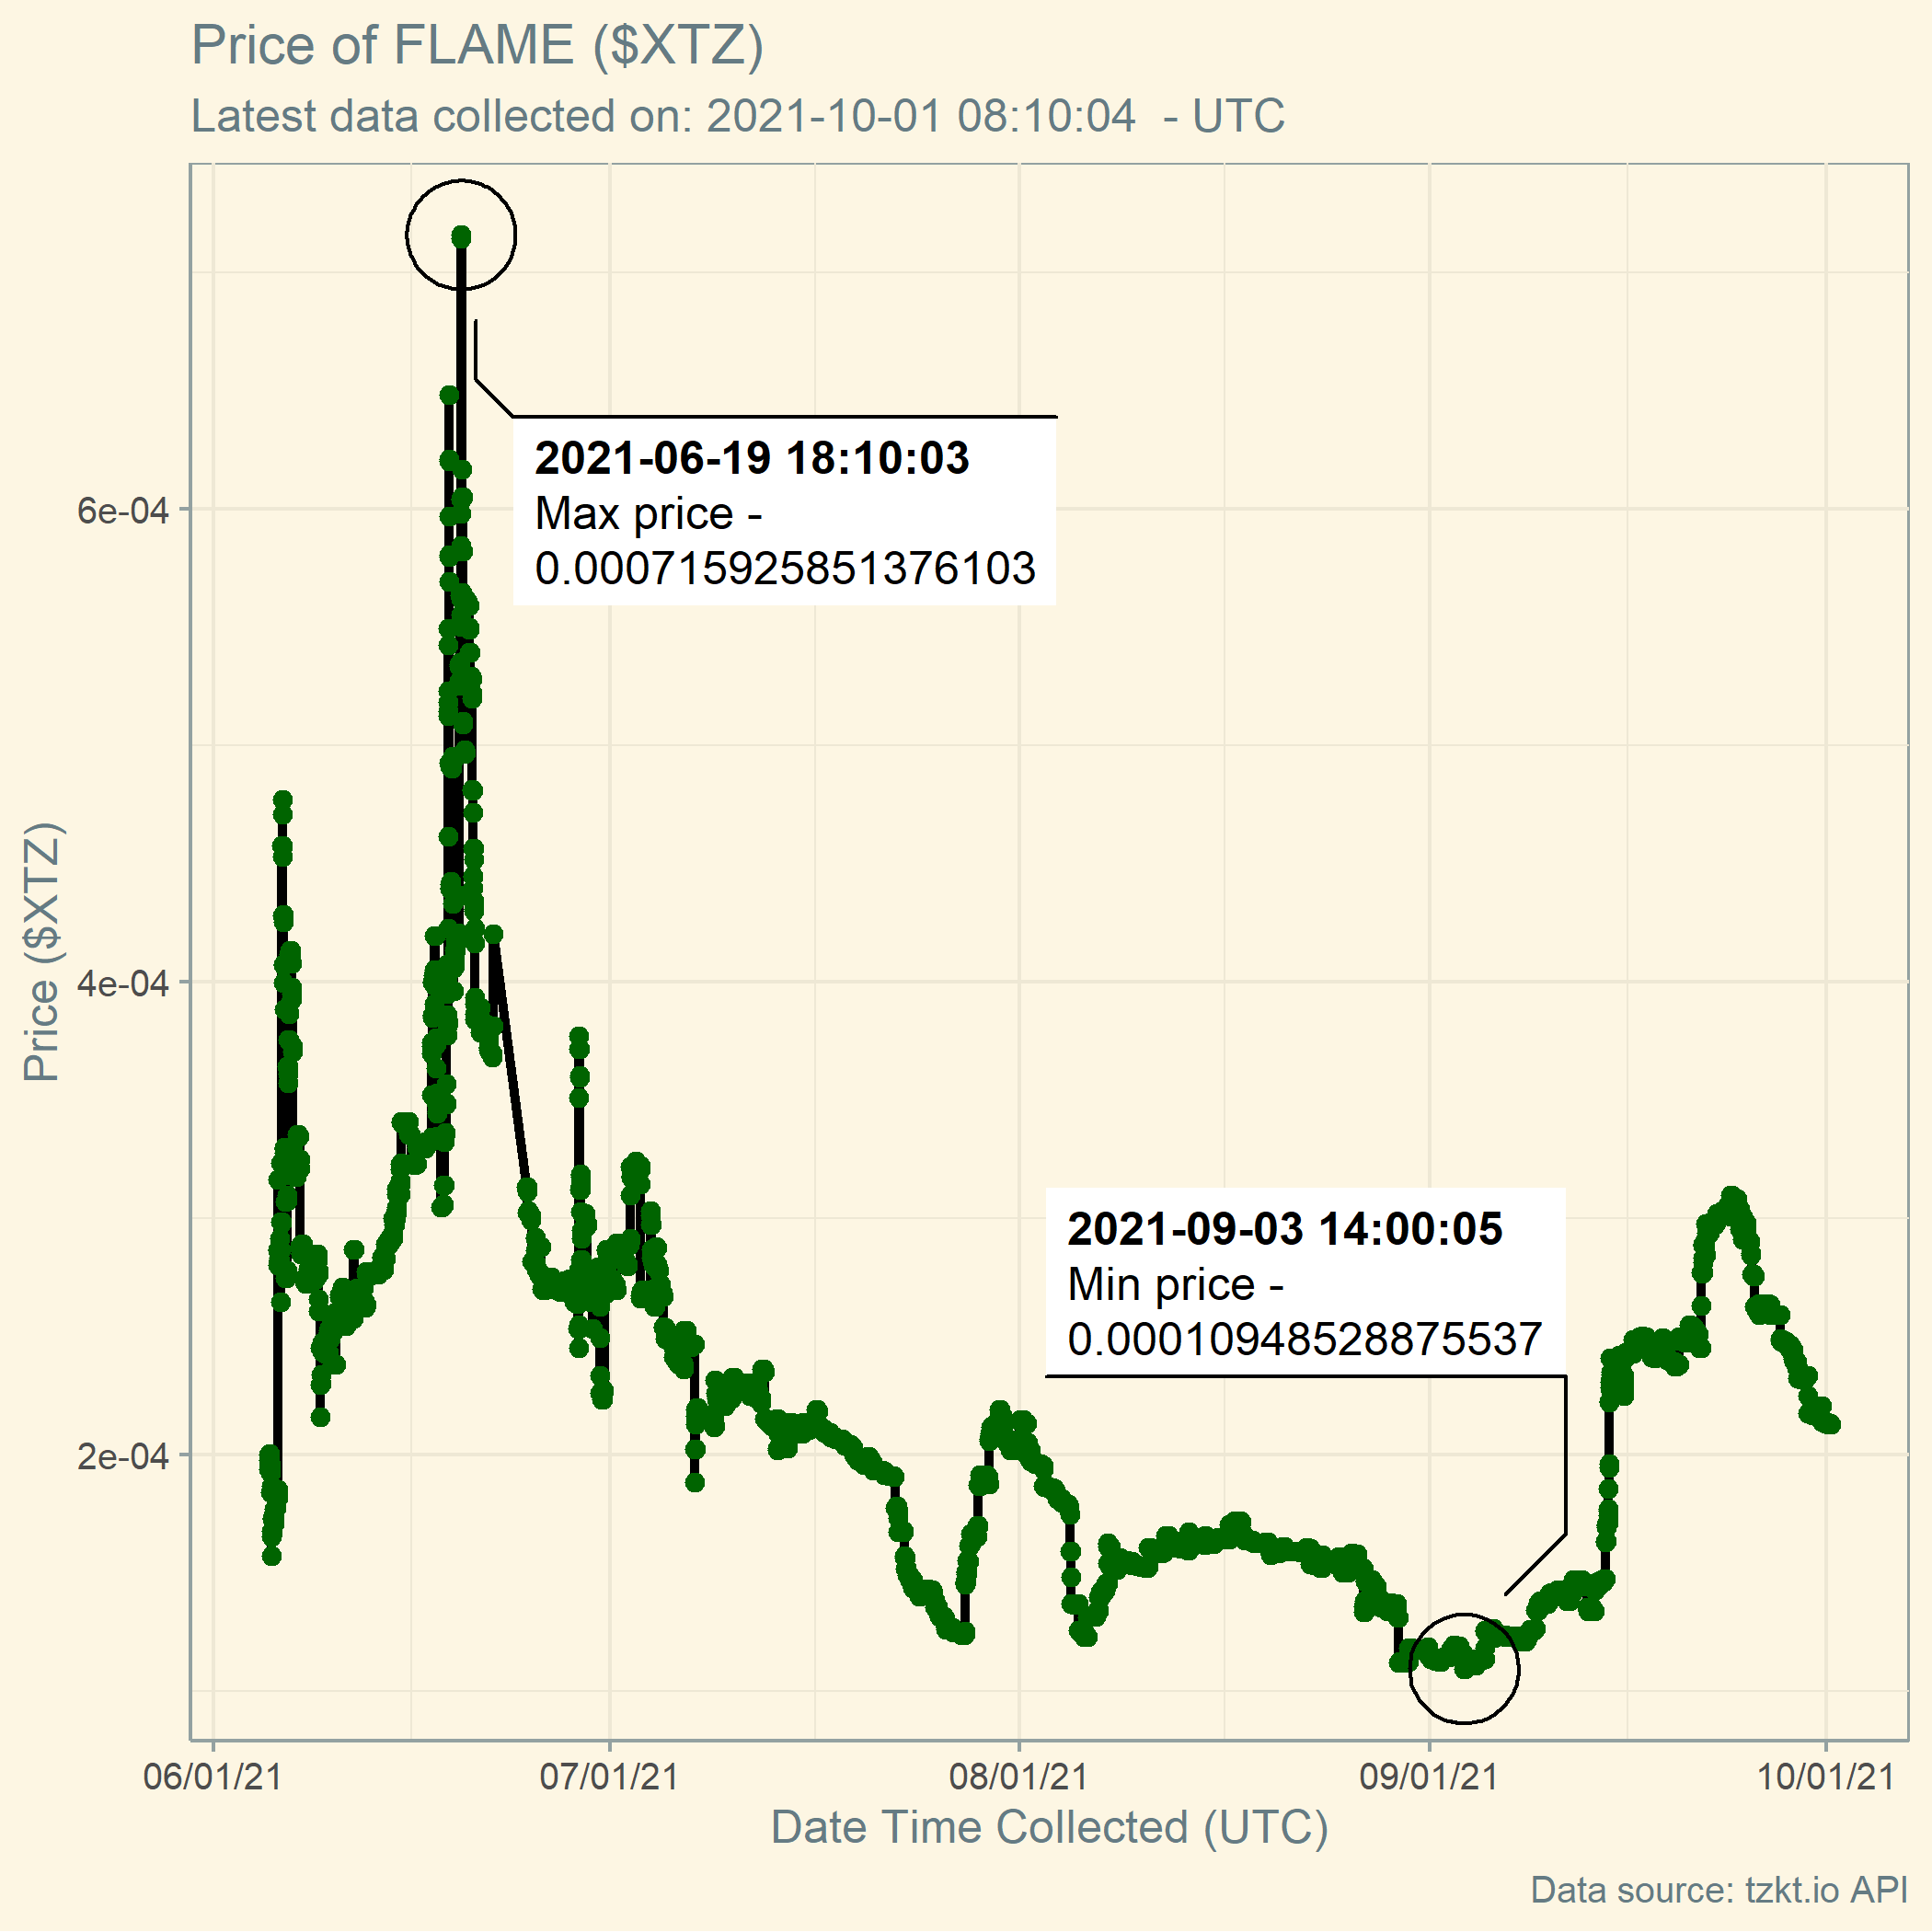 Price of FLAME ($XTZ)
Latest data collected on: 2021-10-01 08:10:04  - UTC
2021-06-19 18:10:03
Max price -
0.000715925851376103
6e-04
4e-04
2e-04
Price ($XTZ)
2021-09-03 14:00:05
Min price -
0.00010948528875537
06/01/21
07/01/21
08/01/21
09/01/21
10/01/21
Date Time Collected (UTC)
Data source: tzkt.io API